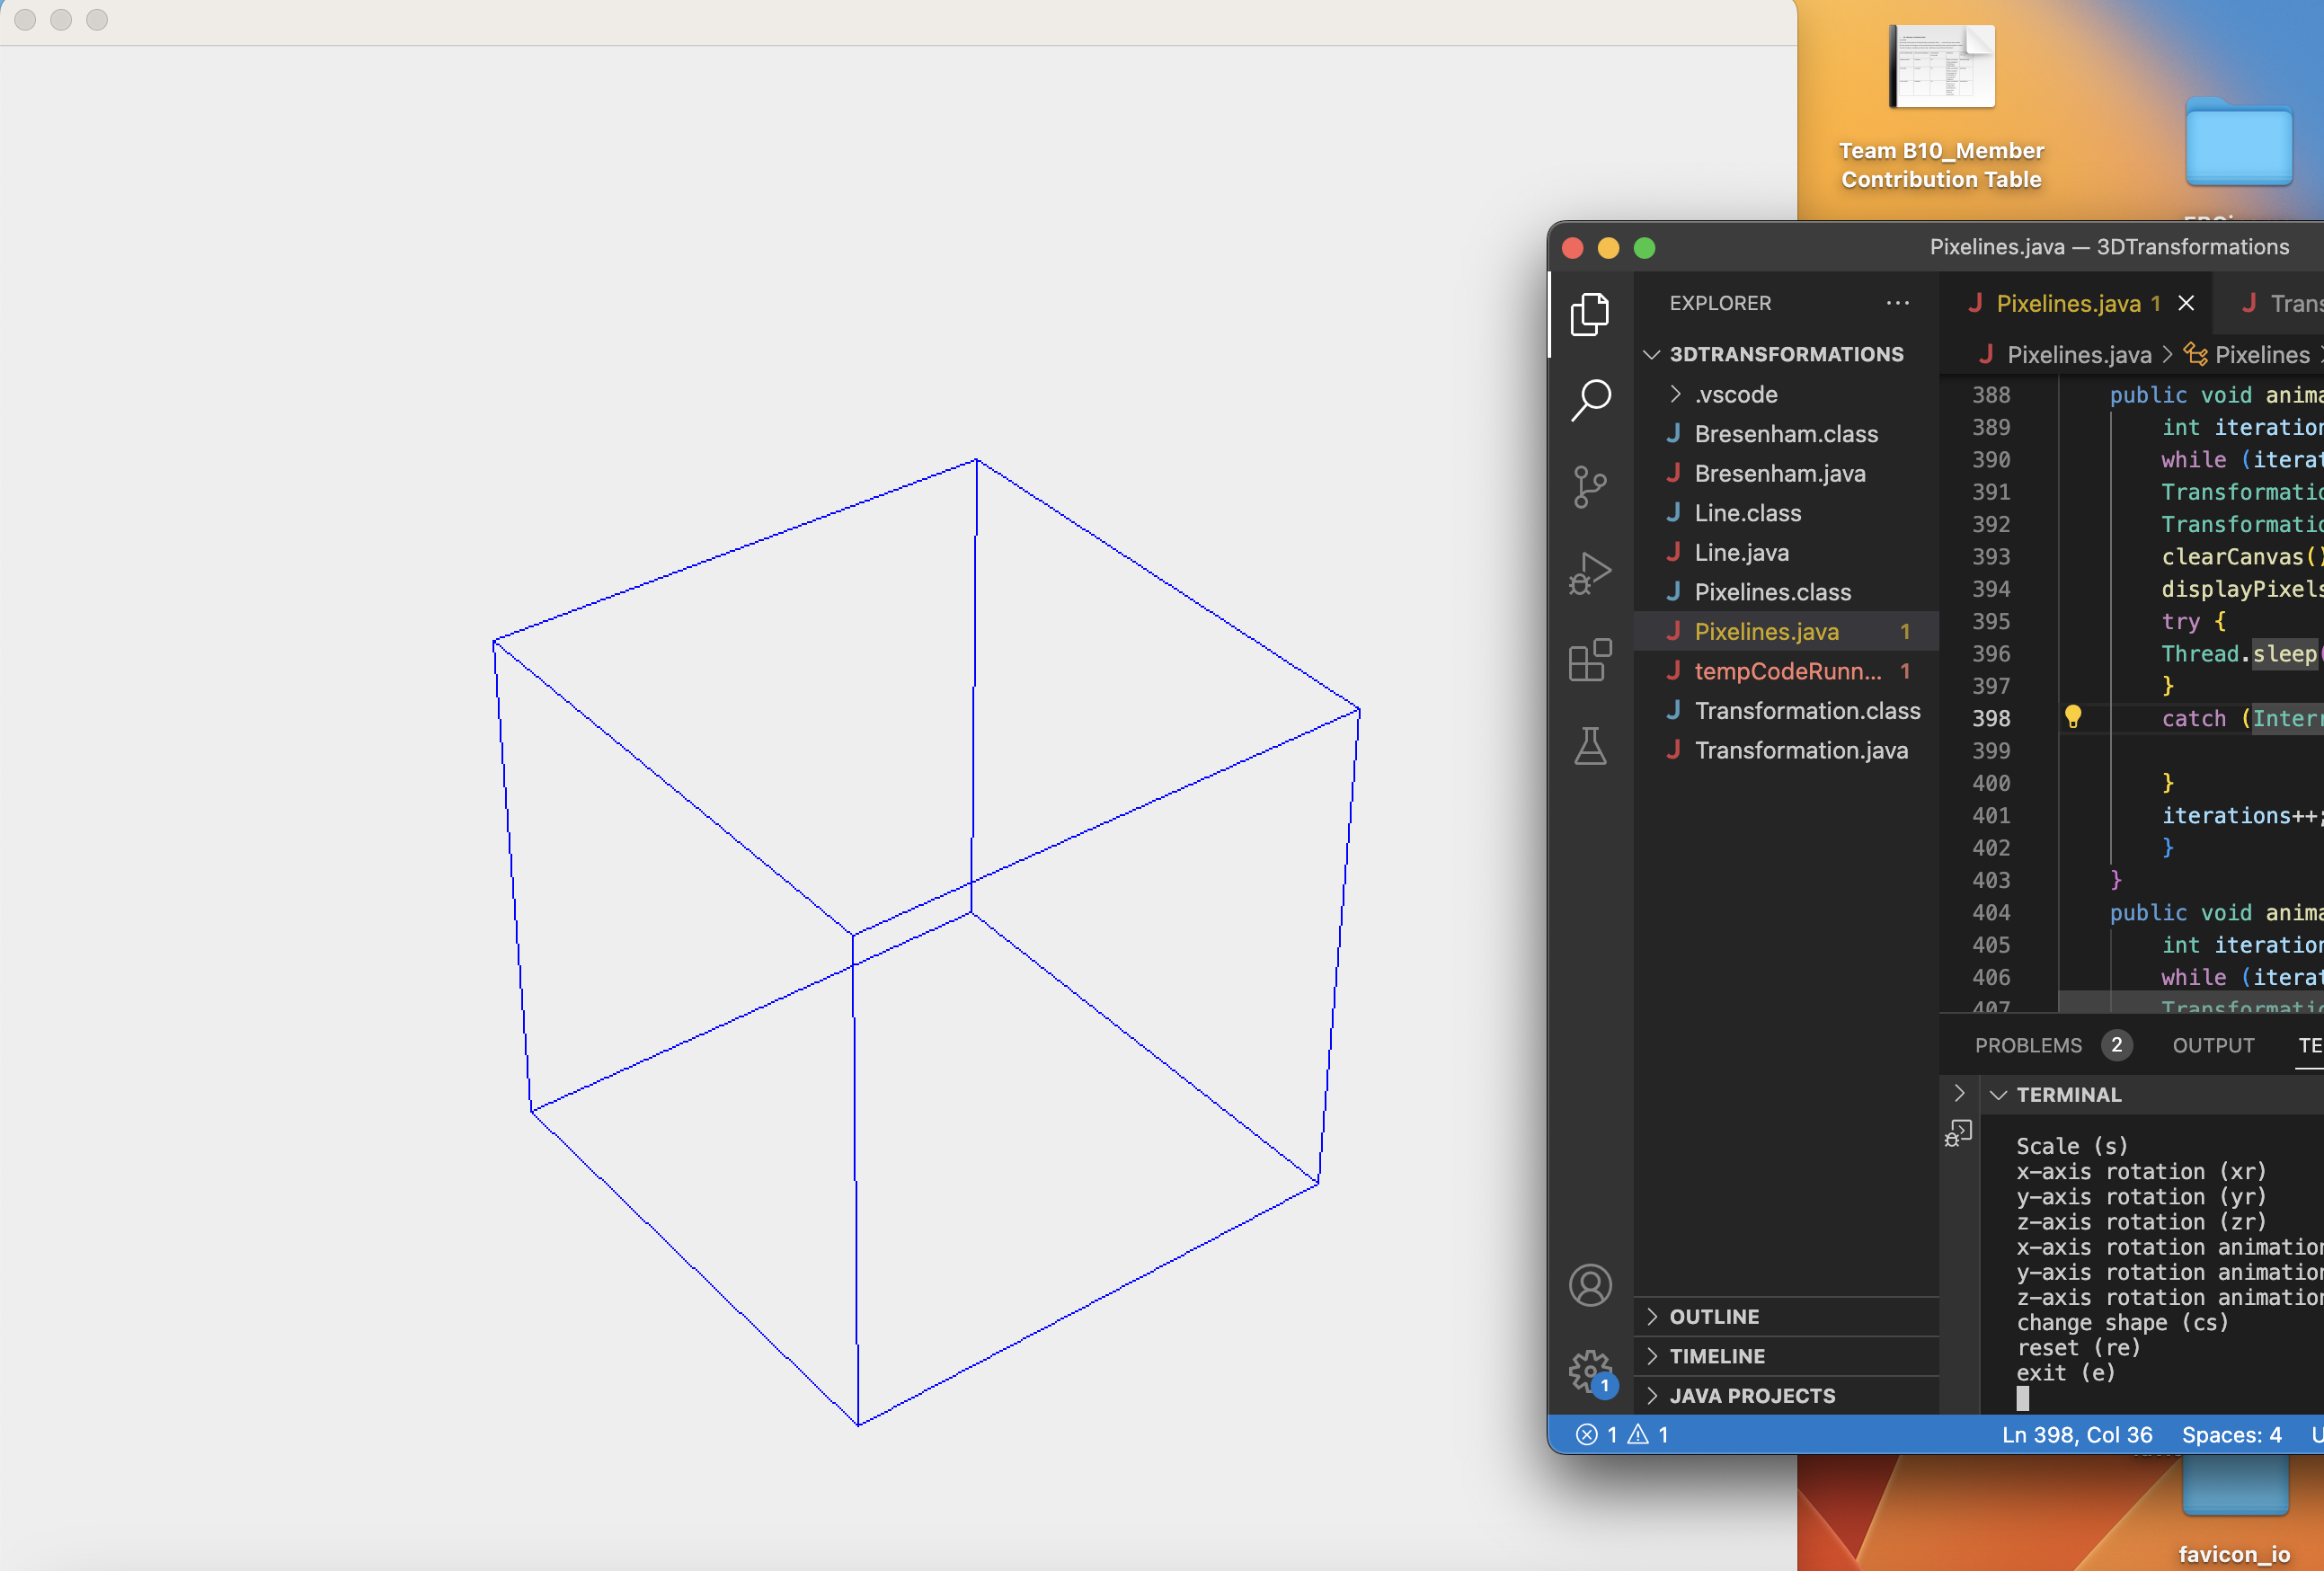 Team B10_Member
Contribution Table
Pixelines.java — 3DTransformations
EXPLORER
3DTRANSFORMATIONS
.vscode
J Bresenham.class
J Bresenham.java
J Line.class
J Line.java
J Pixelines.class
J Pixelines.java 1
J tempCodeRunn... 1
J Transformation.class
J Transformation.java
OUTLINE
TIMELINE
JAVA PROJECTS
J Pixelines.java 1 J Trans
J Pixelines.java > Pixelines
388 public void anima
389 int iteration
390 while (iterat
391 Transformatio
392 Transformatio
393 clearCanvas()
394 displayPixels
395 try {
396 Thread.sleep(
397 }
398 catch (Interr
399
400 }
401 iterations++;
402 }
403 }
404 public void anima
405 int iteration
406 while (iterat
407 Transformatio
PROBLEMS 2 OUTPUT TE
TERMINAL
Scale (s)
x-axis rotation (xr)
y-axis rotation (yr)
z-axis rotation (zr)
x-axis rotation animation
y-axis rotation animation
z-axis rotation animation
change shape (cs)
reset (re)
exit (e)
1
1 1 Ln 398, Col 36 Spaces: 4 U
favicon_io